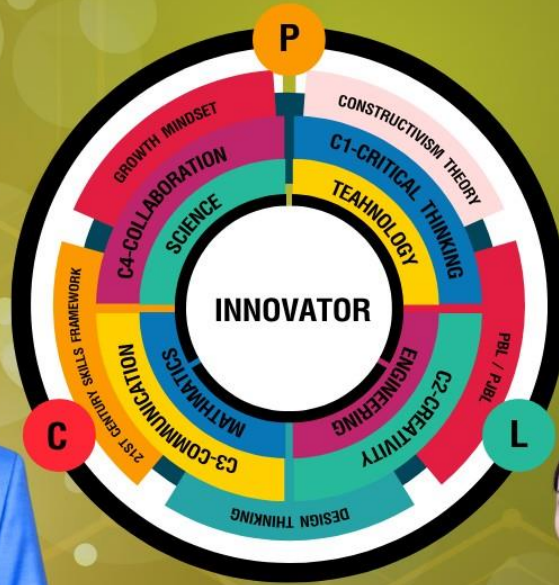 P
GROWTH MINDSET
CONSTRUCTIVISM THEORY
C4-COLLABORATION
C1-CRITICAL THINKING
SCIENCE
TEAHNOLOGY
INNOVATOR
21ST CENTURY SKILLS FRAMEWORK
C3-COMMUNICATION
MATHMATICS
ENGINEERING
C2-CREATIVITY
PBL / PJBL
C
L
DESIGN THINKING